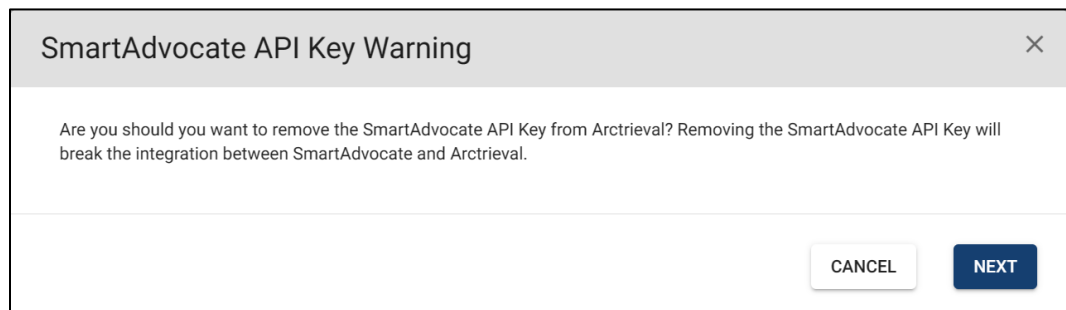 SmartAdvocate API Key Warning
Are you should you want to remove the SmartAdvocate API Key from Arctrieval? Removing the SmartAdvocate API Key will
break the integration between SmartAdvocate and Arctrieval.
CANCEL NEXT